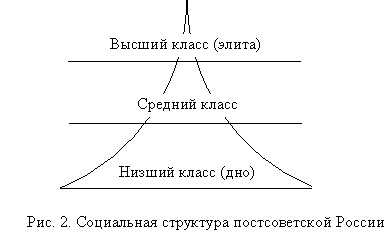 Высший класс (элита)
Средний класс
Низший класс (дно)
Рис. 2. Социальная структура постсоветской России